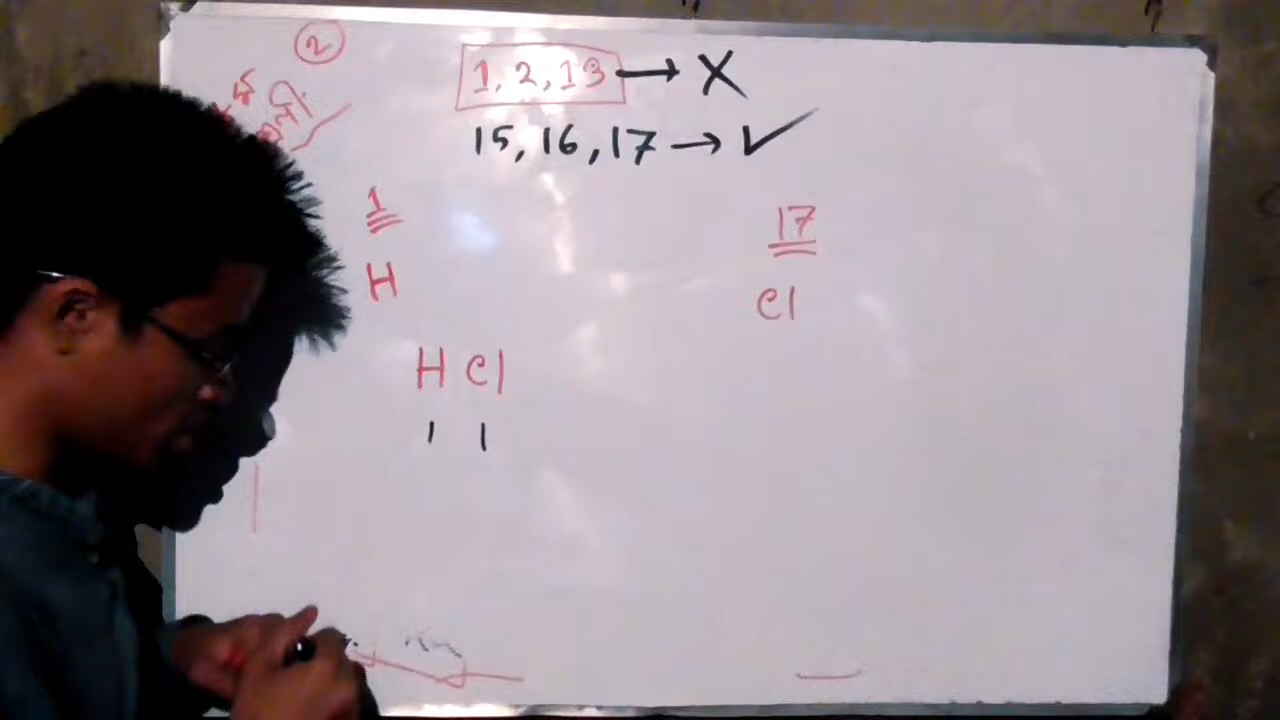 2
1, 2, 13 → X
15, 16, 17 → ✓
1
17
H
Cl
H Cl
1 1